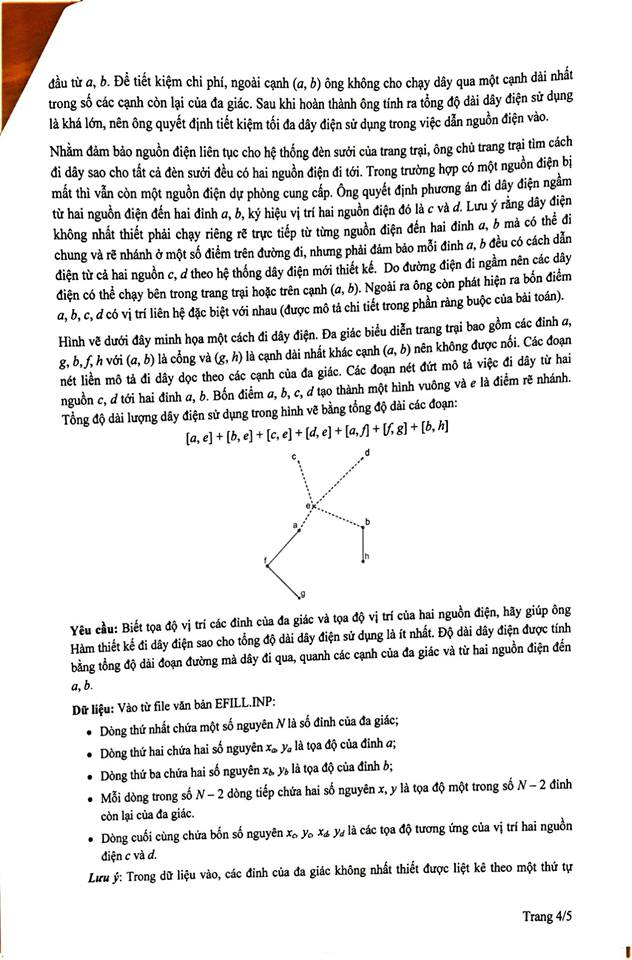 đầu từ a, b. Để tiết kiệm chi phí, ngoài cạnh (a, b) ông không cho chạy dây qua một cạnh dài nhất
trong số các cạnh còn lại của đa giác. Sau khi hoàn thành ông tính ra tổng độ dài dây điện sử dụng
là khá lớn, nên ông quyết định tiết kiệm tối đa dây điện sử dụng trong việc dẫn nguồn điện vào.
Nhằm đảm bảo nguồn điện liên tục cho hệ thống đèn sưởi của trang trại, ông chủ trang trại tìm cách
đi dây sao cho tất cả đèn sưởi đều có hai nguồn điện đi tới. Trong trường hợp có một nguồn điện bị
mất thì vẫn còn một nguồn điện dự phòng cung cấp. Ông quyết định phương án đi dây điện ngầm
từ hai nguồn điện đến hai đỉnh a, b, ký hiệu vị trí hai nguồn điện đó là c và d. Lưu ý rằng dây điện
không nhất thiết phải chạy riêng rẽ trực tiếp từ từng nguồn điện đến hai đỉnh a, b mà có thể đi
chung và rẽ nhánh ở một số điểm trên đường đi, nhưng phải đảm bảo mỗi đỉnh a, b đều có cách dẫn
điện từ cả hai nguồn c, d theo hệ thống dây điện mới thiết kế. Do đường điện đi ngầm nên các dây
điện có thể chạy bên trong trang trại hoặc trên cạnh (a, b). Ngoài ra ông còn phát hiện ra bốn điểm
a, b, c, d có vị trí liên hệ đặc biệt với nhau (được mô tả chi tiết trong phần ràng buộc của bài toán).
Hình vẽ dưới đây minh họa một cách đi dây điện. Đa giác biểu diễn trang trại bao gồm các đỉnh a,
g, b, f, h với (a, b) là cổng và (g, h) là cạnh dài nhất khác cạnh (a, b) nên không được nối. Các đoạn
nét liền mô tả đi dây dọc theo các cạnh của đa giác. Các đoạn nét đứt mô tả việc đi dây từ hai
nguồn c, d tới hai đỉnh a, b. Bốn điểm a, b, c, d tạo thành một hình vuông và e là điểm rẽ nhánh.
Tổng độ dài lượng dây điện sử dụng trong hình vẽ bằng tổng độ dài các đoạn:
[a, e] + [b, e] + [c, e] + [d, e] + [a, f] + [f, g] + [b, h]
c
d
e
a
b
f
h
g
Yêu cầu: Biết tọa độ vị trí các đỉnh của đa giác và tọa độ vị trí của hai nguồn điện, hãy giúp ông
Hàm thiết kế đi dây điện sao cho tổng độ dài dây điện sử dụng là ít nhất. Độ dài dây điện được tính
bằng tổng độ dài đoạn đường mà dây đi qua, quanh các cạnh của đa giác và từ hai nguồn điện đến
a, b.
Dữ liệu: Vào từ file văn bản EFILL.INP:
• Dòng thứ nhất chứa một số nguyên N là số đỉnh của đa giác;
• Dòng thứ hai chứa hai số nguyên xa, ya là tọa độ của đỉnh a;
• Dòng thứ ba chứa hai số nguyên xb, yb là tọa độ của đỉnh b;
• Mỗi dòng trong số N – 2 dòng tiếp chứa hai số nguyên x, y là tọa độ một trong số N – 2 đỉnh
còn lại của đa giác.
• Dòng cuối cùng chứa bốn số nguyên xc, yc, xd, yd là các tọa độ tương ứng của vị trí hai nguồn
điện c và d.
Lưu ý: Trong dữ liệu vào, các đỉnh của đa giác không nhất thiết được liệt kê theo một thứ tự
Trang 4/5